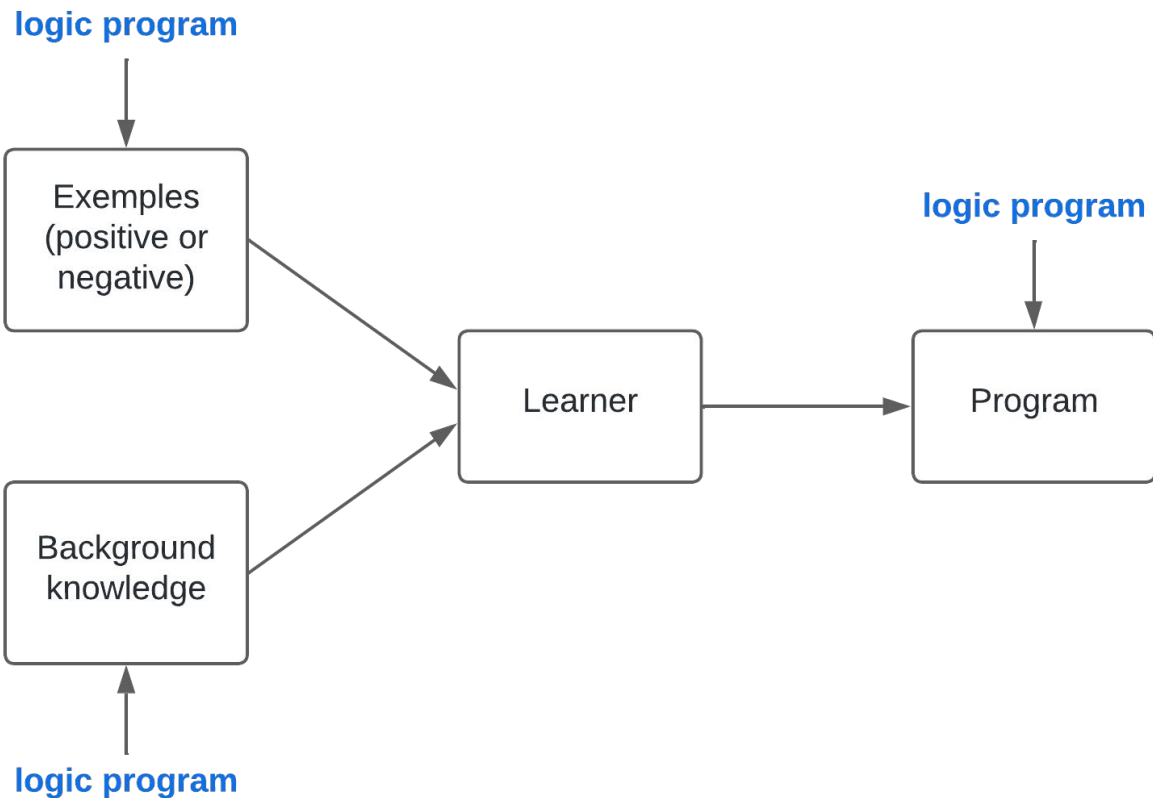 logic program
Exemples
(positive or
negative)
logic program
Learner
Program
Background
knowledge
logic program